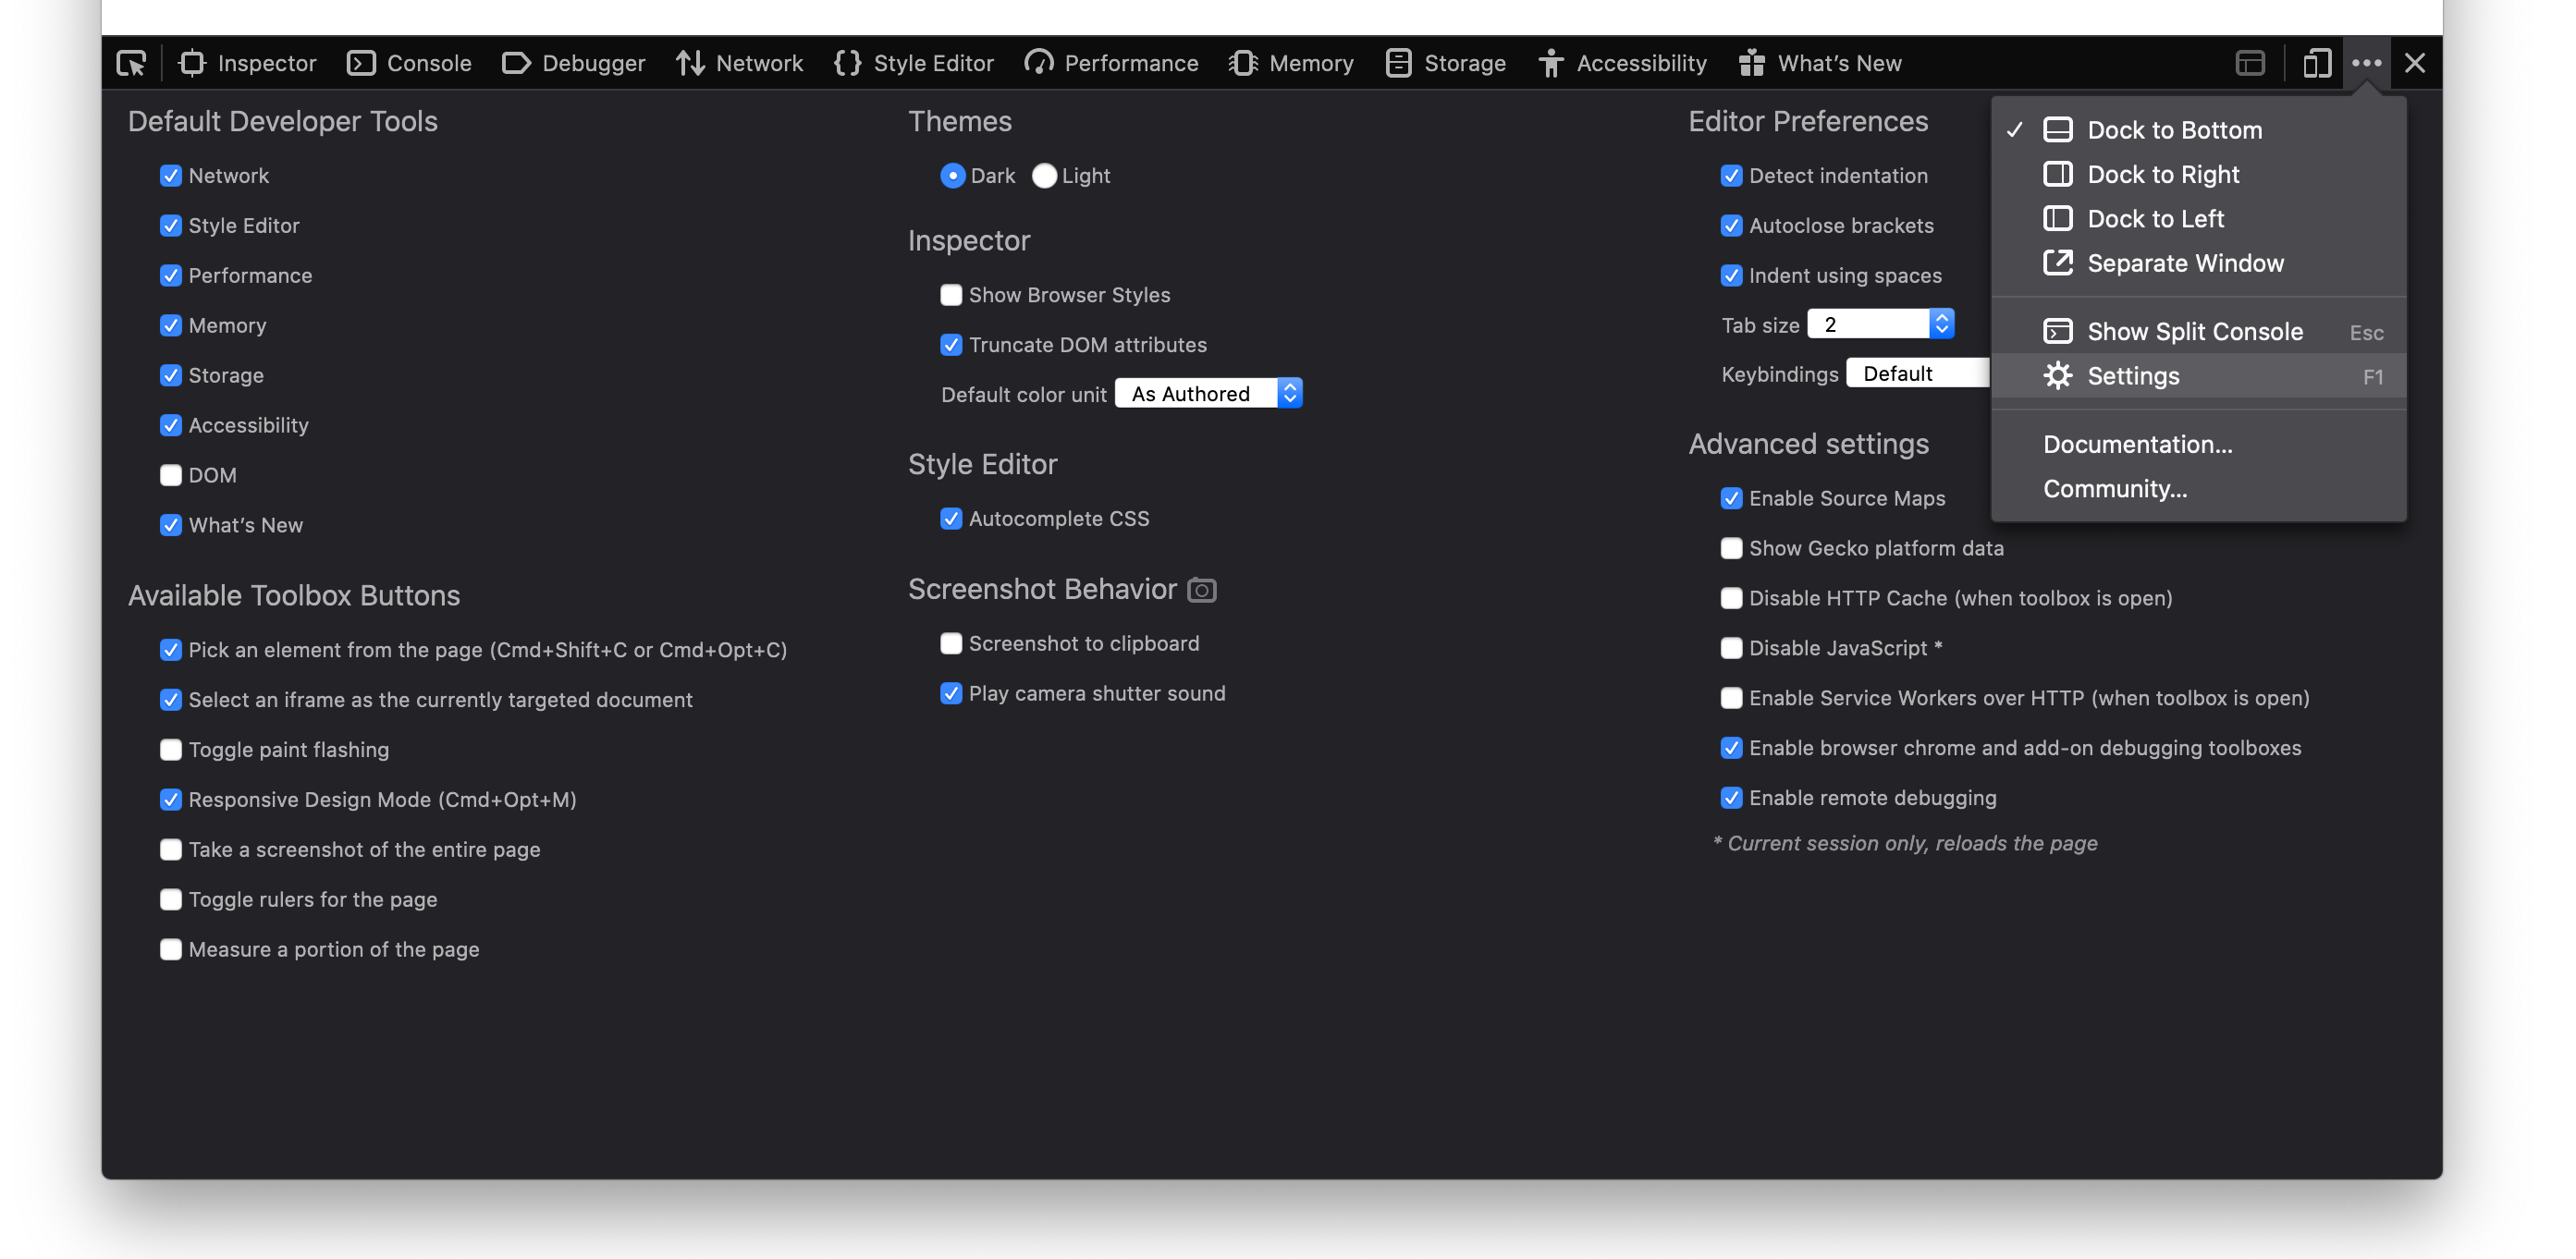 Inspector Console Debugger Network Style Editor Performance Memory Storage Accessibility What's New
Default Developer Tools
Network
Style Editor
Performance
Memory
Storage
Accessibility
DOM
What's New
Available Toolbox Buttons
Pick an element from the page (Cmd+Shift+C or Cmd+Opt+C)
Select an iframe as the currently targeted document
Toggle paint flashing
Responsive Design Mode (Cmd+Opt+M)
Take a screenshot of the entire page
Toggle rulers for the page
Measure a portion of the page
Themes
Dark Light
Inspector
Show Browser Styles
Truncate DOM attributes
Default color unit As Authored
Style Editor
Autocomplete CSS
Screenshot Behavior
Screenshot to clipboard
Play camera shutter sound
Editor Preferences
Detect indentation
Autoclose brackets
Indent using spaces
Tab size 2
Keybindings Default
Advanced settings
Enable Source Maps
Show Gecko platform data
Disable HTTP Cache (when toolbox is open)
Disable JavaScript *
Enable Service Workers over HTTP (when toolbox is open)
Enable browser chrome and add-on debugging toolboxes
Enable remote debugging
* Current session only, reloads the page
Dock to Bottom
Dock to Right
Dock to Left
Separate Window
Show Split Console Esc
Settings F1
Documentation...
Community...